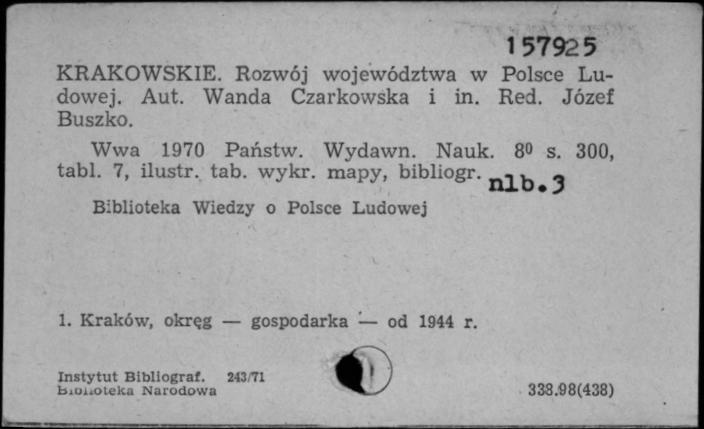 157925
KRAKOWSKIE. Rozwój województwa w Polsce Lu-
dowej. Aut. Wanda Czarkowska i in. Red. Józef
Buszko.
Wwa 1970 Państw. Wydawn. Nauk. 8⁰ s. 300,
tabl. 7, ilustr. tab. wykr. mapy, bibliogr. nlb.3
Biblioteka Wiedzy o Polsce Ludowej
1. Kraków, okręg — gospodarka — od 1944 r.
Instytut Bibliograf. 243/71
Biblioteka Narodowa 338.98(438)